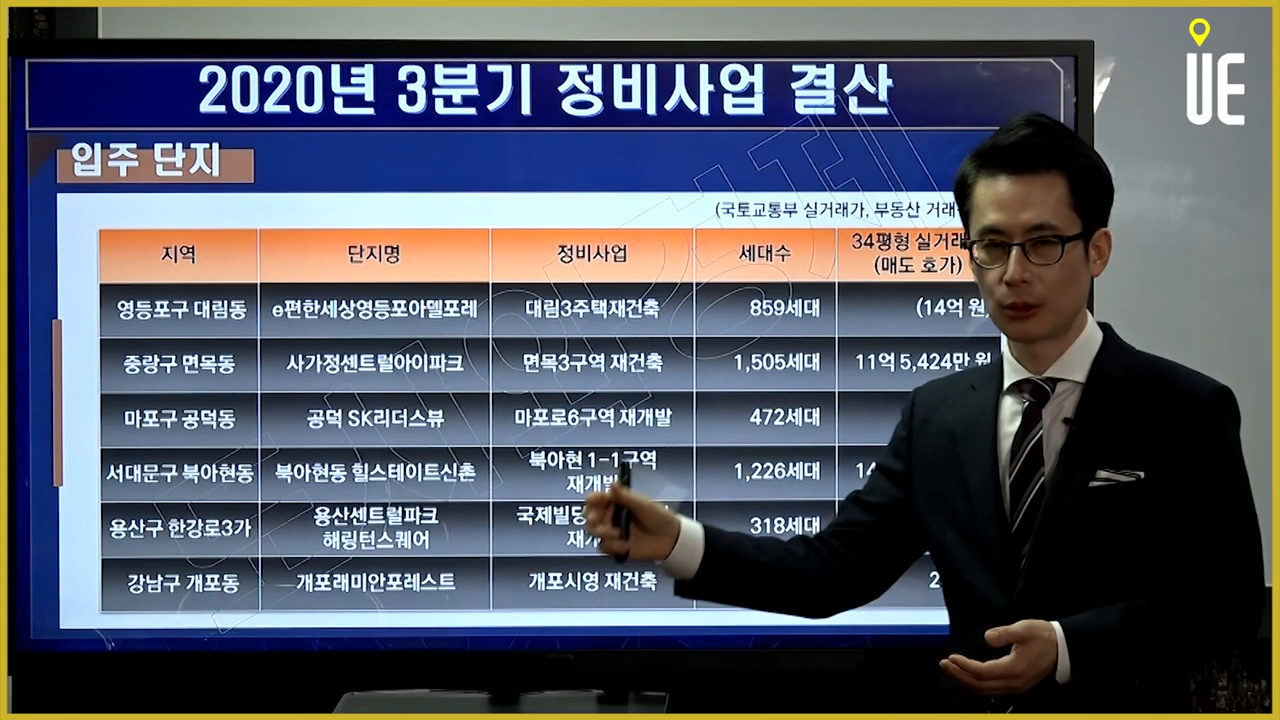 UE
2020년 3분기 정비사업 결산
입주 단지
(국토교통부 실거래가, 부동산 거래
지역 단지명 정비사업 세대수 34평형 실거래
(매도 호가)
영등포구 대림동 e편한세상영등포아델포레 대림3주택재건축 859세대 (14억 원)
중랑구 면목동 사가정센트럴아이파크 면목3구역 재건축 1,505세대 11억 5,424만 원
마포구 공덕동 공덕 SK리더스뷰 마포로6구역 재개발 472세대
서대문구 북아현동 북아현동 힐스테이트신촌 북아현 1-1구역 재개발 1,226세대 14
용산구 한강로3가 용산센트럴파크 해링턴스퀘어 국제빌딩 318세대
강남구 개포동 개포래미안포레스트 개포시영 재건축